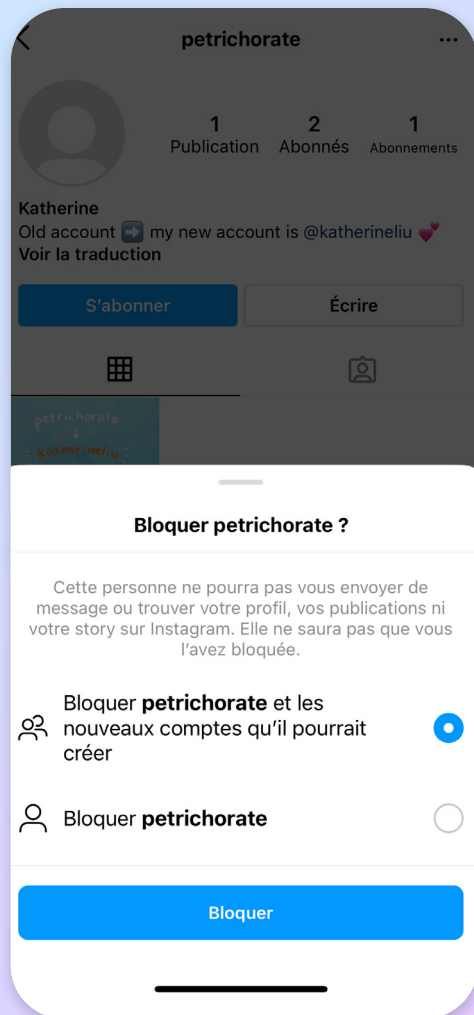 petrichorate
1 2 1
Publication Abonnés Abonnements
Katherine
Old account ➡️ my new account is @katherineliu 💕
Voir la traduction
S'abonner Écrire
petrichorate
↓
katherineliu
Bloquer petrichorate ?
Cette personne ne pourra pas vous envoyer de
message ou trouver votre profil, vos publications ni
votre story sur Instagram. Elle ne saura pas que vous
l'avez bloquée.
Bloquer petrichorate et les
nouveaux comptes qu'il pourrait
créer
Bloquer petrichorate
Bloquer